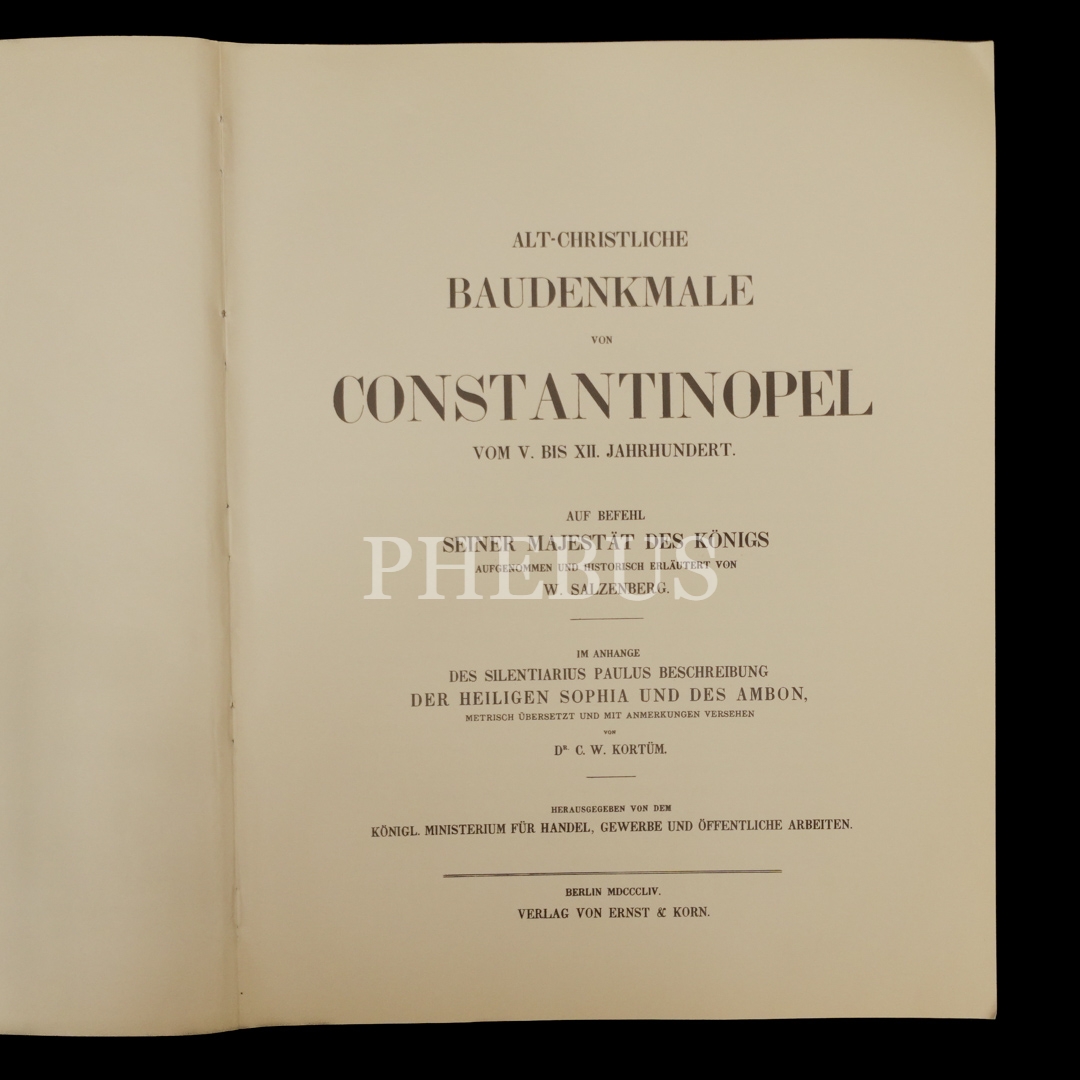 ALT-CHRISTLICHE
BAUDENKMALE
VON
CONSTANTINOPEL
VOM V. BIS XII. JAHRHUNDERT.
AUF BEFEHL
SEINER MAJESTÄT DES KÖNIGS
AUFGENOMMEN UND HISTORISCH ERLÄUTERT VON
W. SALZENBERG.
PHEBUS
IM ANHANGE
DES SILENTIARIUS PAULUS BESCHREIBUNG
DER HEILIGEN SOPHIA UND DES AMBON,
METRISCH ÜBERSETZT UND MIT ANMERKUNGEN VERSEHEN
VON
DR. C. W. KORTÜM.
HERAUSGEGEBEN VON DEM
KÖNIGL. MINISTERIUM FÜR HANDEL, GEWERBE UND ÖFFENTLICHE ARBEITEN.
BERLIN MDCCCLIV.
VERLAG VON ERNST & KORN.